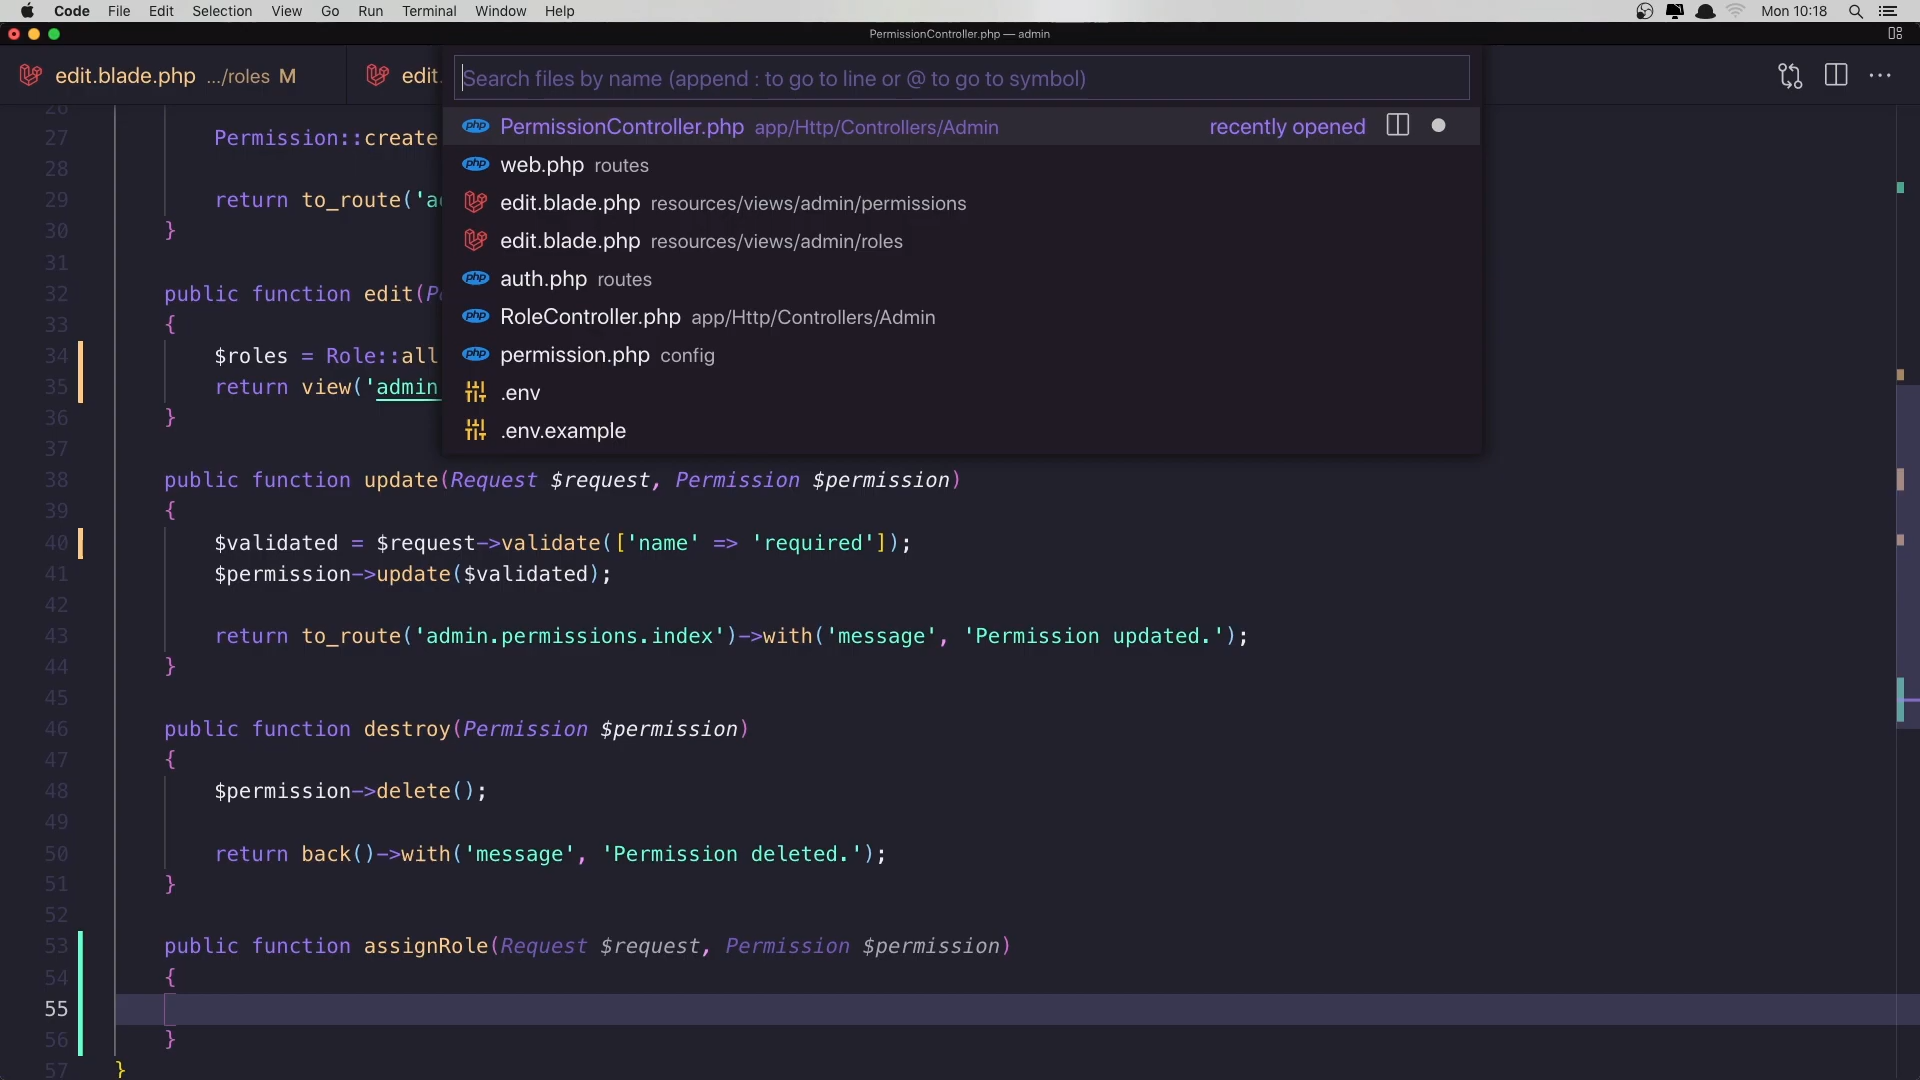 Code File Edit Selection View Go Run Terminal Window Help Mon 10:18
PermissionController.php — admin
edit.blade.php .../roles M edit.
Search files by name (append : to go to line or @ to go to symbol)
PermissionController.php app/Http/Controllers/Admin recently opened
web.php routes
edit.blade.php resources/views/admin/permissions
edit.blade.php resources/views/admin/roles
auth.php routes
RoleController.php app/Http/Controllers/Admin
permission.php config
.env
.env.example
26
27 Permission::create
28
29 return to_route('ad
30 }
31
32 public function edit(Pe
33 {
34 $roles = Role::all
35 return view('admin.
36 }
37
38 public function update(Request $request, Permission $permission)
39 {
40 $validated = $request->validate(['name' => 'required']);
41 $permission->update($validated);
42
43 return to_route('admin.permissions.index')->with('message', 'Permission updated.');
44 }
45
46 public function destroy(Permission $permission)
47 {
48 $permission->delete();
49
50 return back()->with('message', 'Permission deleted.');
51 }
52
53 public function assignRole(Request $request, Permission $permission)
54 {
55
56 }
57 }